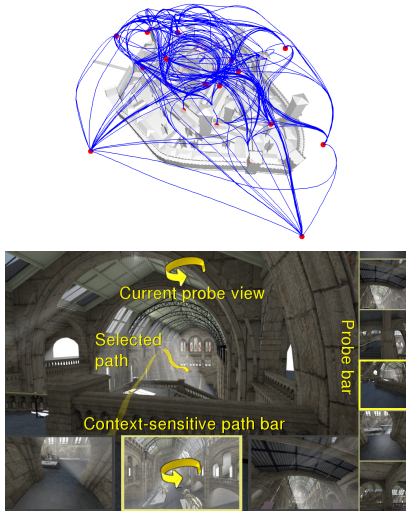 Current probe view
Selected
path
Probe bar
Context-sensitive path bar